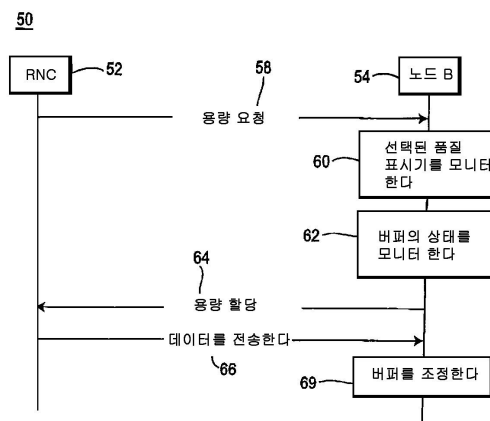 50
RNC
52
58
54
노드 B
용량 요청
60
선택된 품질
표시기를 모니터
한다
62
버퍼의 상태를
모니터 한다
64
용량 할당
데이터를 전송한다
66
69
버퍼를 조정한다